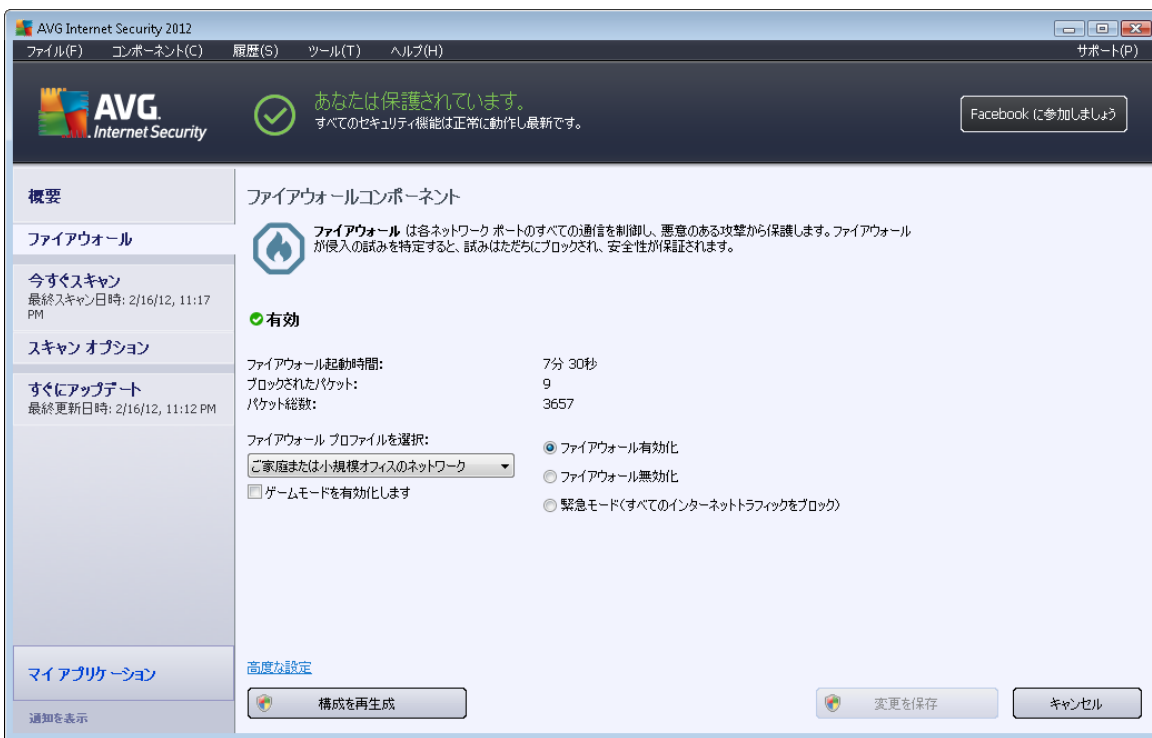 AVG Internet Security 2012
ファイル(F) コンポーネント(C) 履歴(S) ツール(T) ヘルプ(H) サポート(P)
AVG.
Internet Security
あなたは保護されています。
すべてのセキュリティ機能は正常に動作し最新です。
Facebook に参加しましょう
概要
ファイアウォール
今すぐスキャン
最終スキャン日時: 2/16/12, 11:17
PM
スキャン オプション
すぐにアップデート
最終更新日時: 2/16/12, 11:12 PM
マイ アプリケーション
通知を表示
ファイアウォールコンポーネント
ファイアウォール は各ネットワーク ポートのすべての通信を制御し、悪意のある攻撃から保護します。ファイアウォール
が侵入の試みを特定すると、試みはただちにブロックされ、安全性が保証されます。
有効
ファイアウォール起動時間: 7分 30秒
ブロックされたパケット: 9
パケット総数: 3657
ファイアウォール プロファイルを選択:
ご家庭または小規模オフィスのネットワーク
ゲームモードを有効化します
ファイアウォール有効化
ファイアウォール無効化
緊急モード(すべてのインターネットトラフィックをブロック)
高度な設定
構成を再生成
変更を保存
キャンセル